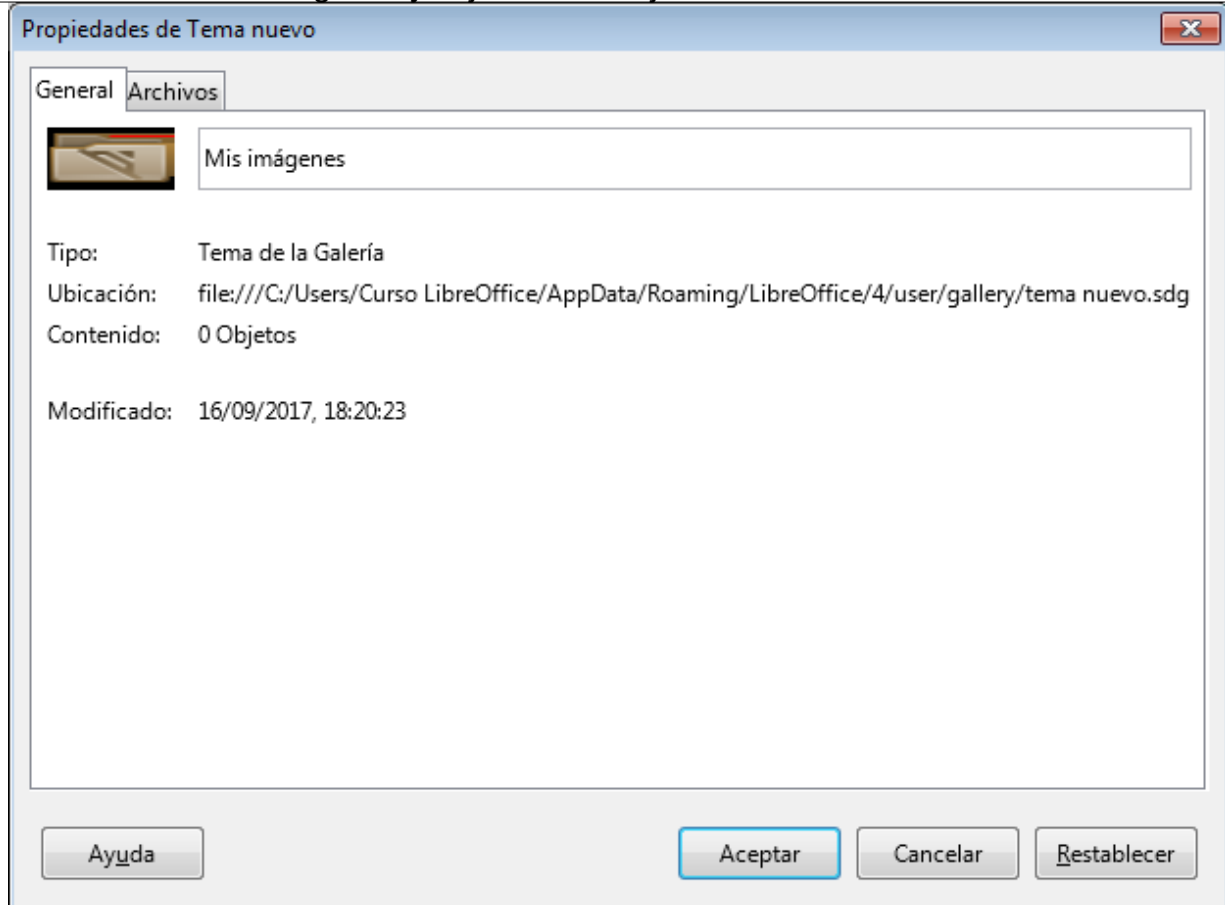 Propiedades de Tema nuevo
General Archivos
Mis imágenes
Tipo: Tema de la Galería
Ubicación: file:///C:/Users/Curso LibreOffice/AppData/Roaming/LibreOffice/4/user/gallery/tema nuevo.sdg
Contenido: 0 Objetos
Modificado: 16/09/2017, 18:20:23
Ayuda Aceptar Cancelar Restablecer